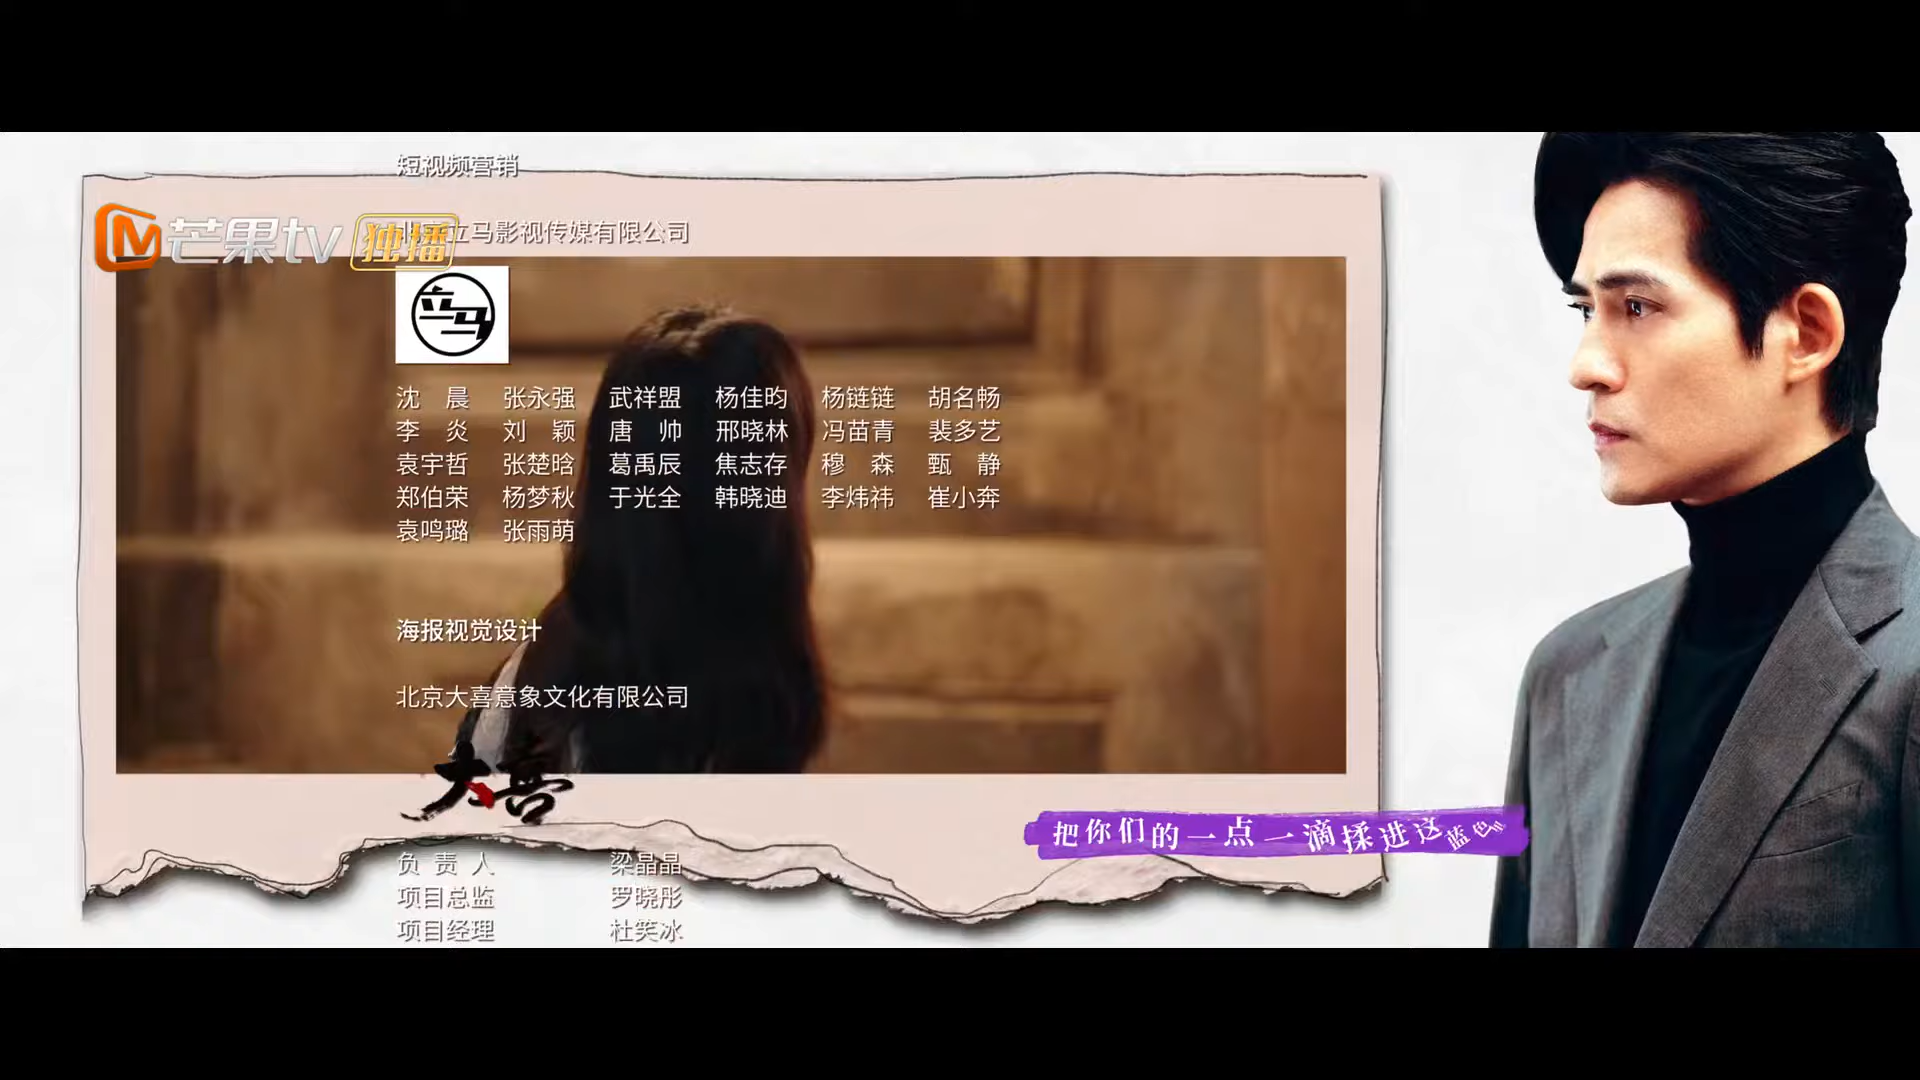 短视频营销
芒果tv 独播
北京立马影视传媒有限公司
立马
沈 晨 张永强 武祥盟 杨佳昀 杨链链 胡名畅
李 炎 刘 颖 唐 帅 邢晓林 冯苗青 裴多艺
袁宇哲 张楚晗 葛禹辰 焦志存 穆 森 甄 静
郑伯荣 杨梦秋 于光全 韩晓迪 李炜祎 崔小奔
袁鸣璐 张雨萌
海报视觉设计
北京大喜意象文化有限公司
大喜
把你们的一点一滴揉进这蓝色
负 责 人 梁晶晶
项目总监 罗晓彤
项目经理 杜笑冰